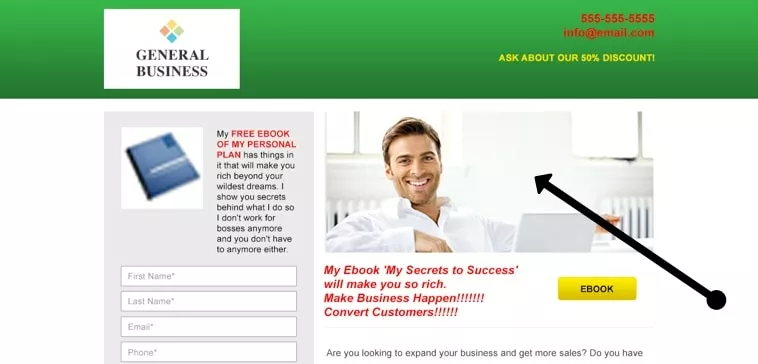 GENERAL
BUSINESS
555-555-5555
info@email.com
ASK ABOUT OUR 50% DISCOUNT!
My FREE EBOOK
OF MY PERSONAL
PLAN has things in
it that will make you
rich beyond your
wildest dreams. I
show you secrets
behind what I do so
I don't work for
bosses anymore
and you don't have
to anymore either.
First Name*
Last Name*
Email*
Phone*
My Ebook 'My Secrets to Success'
will make you so rich.
Make Business Happen!!!!!!!
Convert Customers!!!!!!
EBOOK
Are you looking to expand your business and get more sales? Do you have